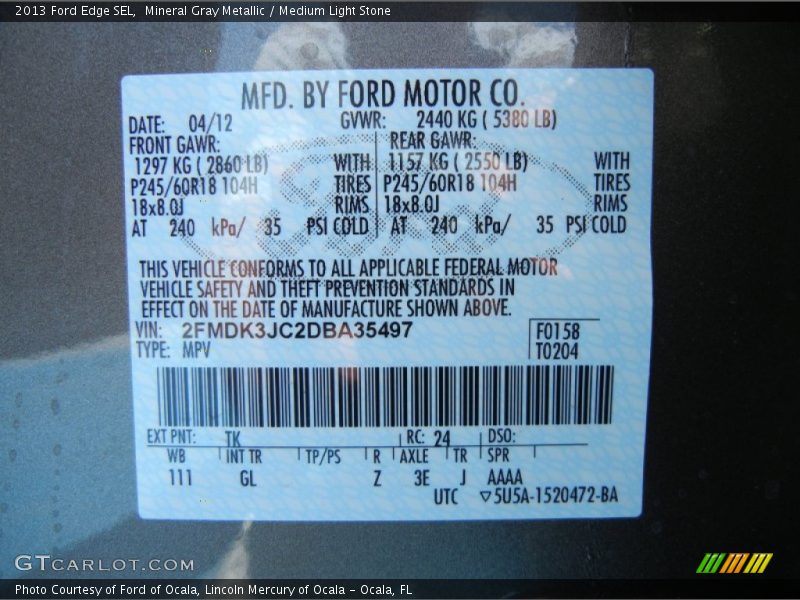 2013 Ford Edge SEL, Mineral Gray Metallic / Medium Light Stone
MFD. BY FORD MOTOR CO.
DATE: 04/12 GVWR: 2440 KG ( 5380 LB)
FRONT GAWR: REAR GAWR:
1297 KG ( 2860 LB) WITH 1157 KG ( 2550 LB) WITH
P245/60R18 104H TIRES P245/60R18 104H TIRES
18x8.0J RIMS 18x8.0J RIMS
AT 240 kPa/ 35 PSI COLD AT 240 kPa/ 35 PSI COLD
THIS VEHICLE CONFORMS TO ALL APPLICABLE FEDERAL MOTOR
VEHICLE SAFETY AND THEFT PREVENTION STANDARDS IN
EFFECT ON THE DATE OF MANUFACTURE SHOWN ABOVE.
VIN: 2FMDK3JC2DBA35497 F0158
TYPE: MPV T0204
EXT PNT: TK RC: 24 DSO:
WB INT TR TP/PS R AXLE TR SPR
111 GL Z 3E J AAAA
UTC ▽5U5A-1520472-BA
GTCARLOT.COM
Photo Courtesy of Ford of Ocala, Lincoln Mercury of Ocala - Ocala, FL